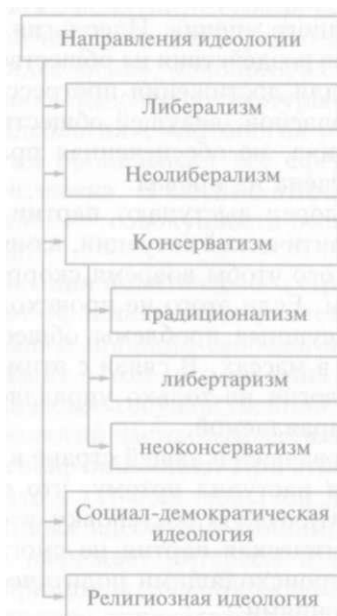 Направления идеологии
Либерализм
Неолиберализм
Консерватизм
традиционализм
либертаризм
неоконсерватизм
Социал-демократическая
идеология
Религиозная идеология